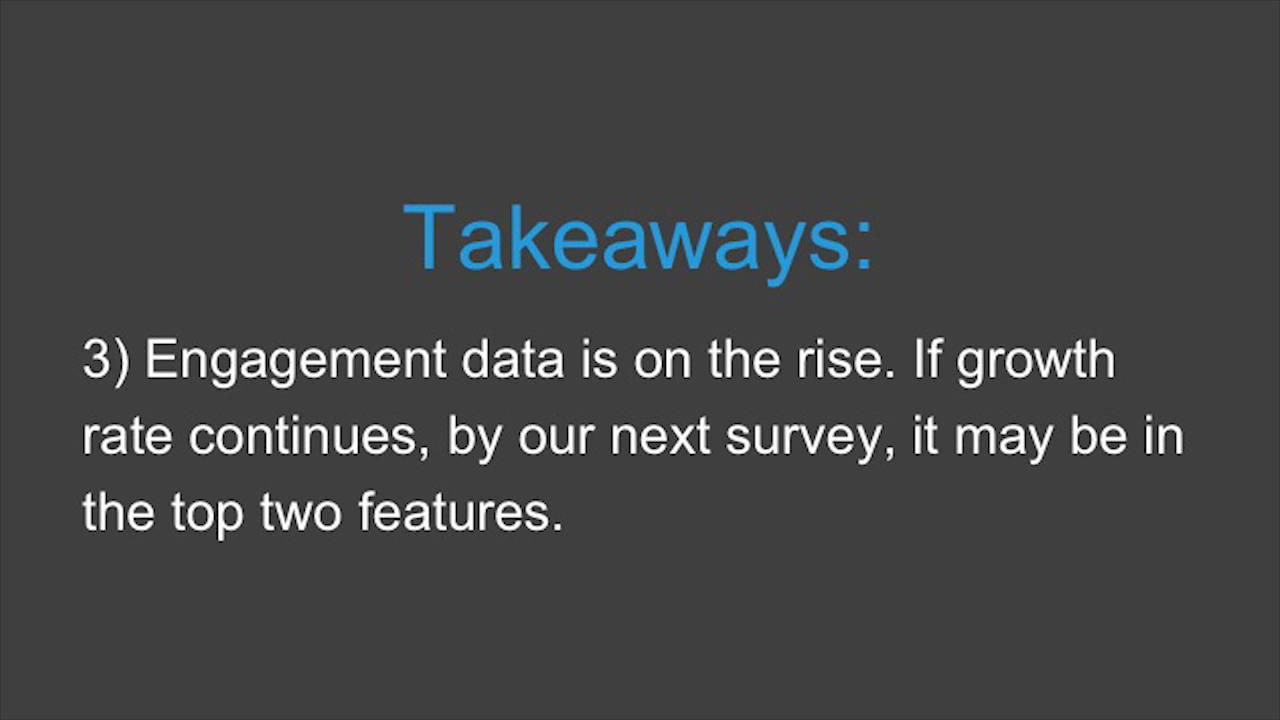 Takeaways:
3) Engagement data is on the rise. If growth
rate continues, by our next survey, it may be in
the top two features.